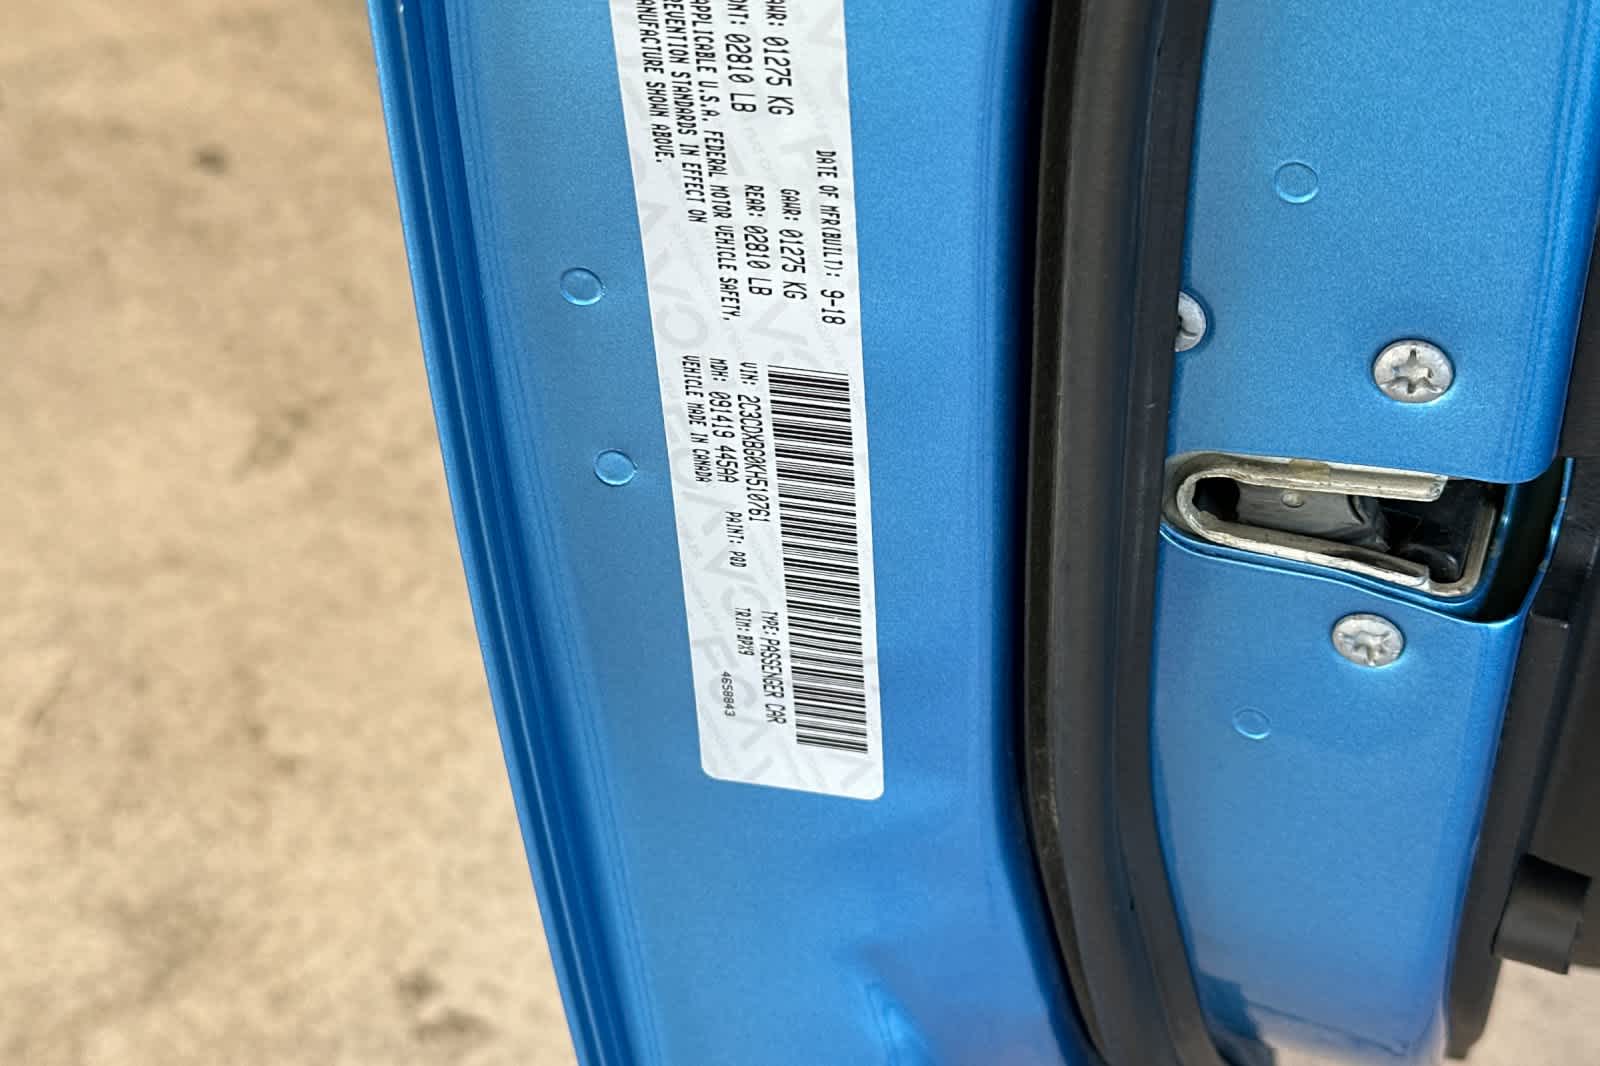 DATE OF MFR(BUILT): 9-18
GAWR: 01275 KG
FRONT: 02810 LB
GAWR: 01275 KG
REAR: 02810 LB
APPLICABLE U.S.A. FEDERAL MOTOR VEHICLE SAFETY,
PREVENTION STANDARDS IN EFFECT ON
MANUFACTURE SHOWN ABOVE.
VIN: 2C3CDXBG0KH510761
TYPE: PASSENGER CAR
MDH: 091419 445AA
PAINT: PQD
TRIM: BPX9
VEHICLE MADE IN CANADA
4658843